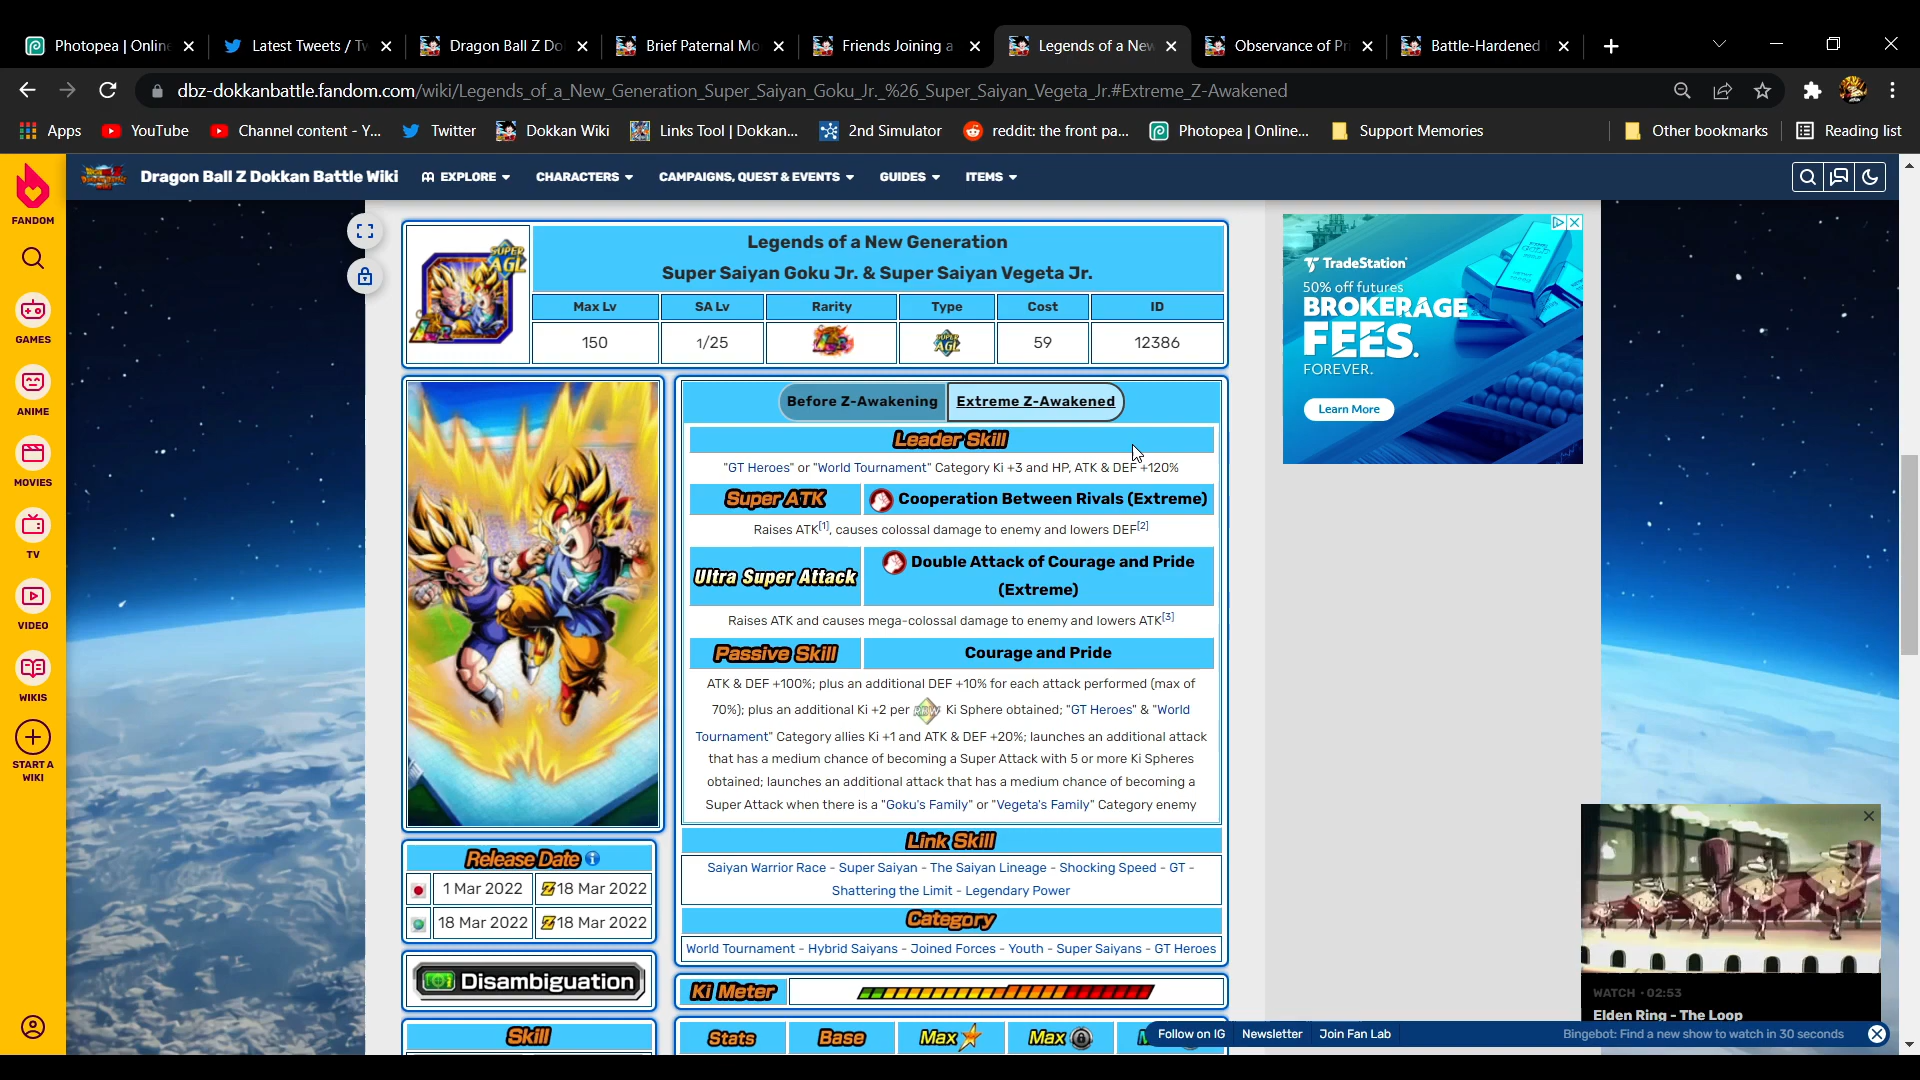 Photopea | Online
Latest Tweets / Tw
Dragon Ball Z Do
Brief Paternal Mo
Friends Joining a
Legends of a New
Observance of Pr
Battle-Hardened
dbz-dokkanbattle.fandom.com/wiki/Legends_of_a_New_Generation_Super_Saiyan_Goku_Jr._%26_Super_Saiyan_Vegeta_Jr.#Extreme_Z-Awakened
Apps
YouTube
Channel content - Y...
Twitter
Dokkan Wiki
Links Tool | Dokkan...
2nd Simulator
reddit: the front pa...
Photopea | Online...
Support Memories
Other bookmarks
Reading list
Dragon Ball Z Dokkan Battle Wiki
EXPLORE
CHARACTERS
CAMPAIGNS, QUEST & EVENTS
GUIDES
ITEMS
FANDOM
GAMES
ANIME
MOVIES
TV
VIDEO
WIKIS
START A
WIKI
SUPER
AGL
LR
Legends of a New Generation
Super Saiyan Goku Jr. & Super Saiyan Vegeta Jr.
Max Lv SA Lv Rarity Type Cost ID
150 1/25 LR SUPER AGL 59 12386
Before Z-Awakening Extreme Z-Awakened
Leader Skill
"GT Heroes" or "World Tournament" Category Ki +3 and HP, ATK & DEF +120%
Super ATK Cooperation Between Rivals (Extreme)
Raises ATK[1], causes colossal damage to enemy and lowers DEF[2]
Ultra Super Attack Double Attack of Courage and Pride
(Extreme)
Raises ATK and causes mega-colossal damage to enemy and lowers ATK[3]
Passive Skill Courage and Pride
ATK & DEF +100%; plus an additional DEF +10% for each attack performed (max of
70%); plus an additional Ki +2 per RBW Ki Sphere obtained; "GT Heroes" & "World
Tournament" Category allies Ki +1 and ATK & DEF +20%; launches an additional attack
that has a medium chance of becoming a Super Attack with 5 or more Ki Spheres
obtained; launches an additional attack that has a medium chance of becoming a
Super Attack when there is a "Goku's Family" or "Vegeta's Family" Category enemy
Link Skill
Saiyan Warrior Race - Super Saiyan - The Saiyan Lineage - Shocking Speed - GT -
Shattering the Limit - Legendary Power
Category
World Tournament - Hybrid Saiyans - Joined Forces - Youth - Super Saiyans - GT Heroes
Ki Meter
Stats Base Max Max
Release Date
1 Mar 2022 Z 18 Mar 2022
18 Mar 2022 Z 18 Mar 2022
Disambiguation
Skill
TradeStation
50% off futures
BROKERAGE
FEES.
FOREVER.
Learn More
WATCH • 02:53
Elden Ring - The Loop
Follow on IG
Newsletter
Join Fan Lab
Bingebot: Find a new show to watch in 30 seconds